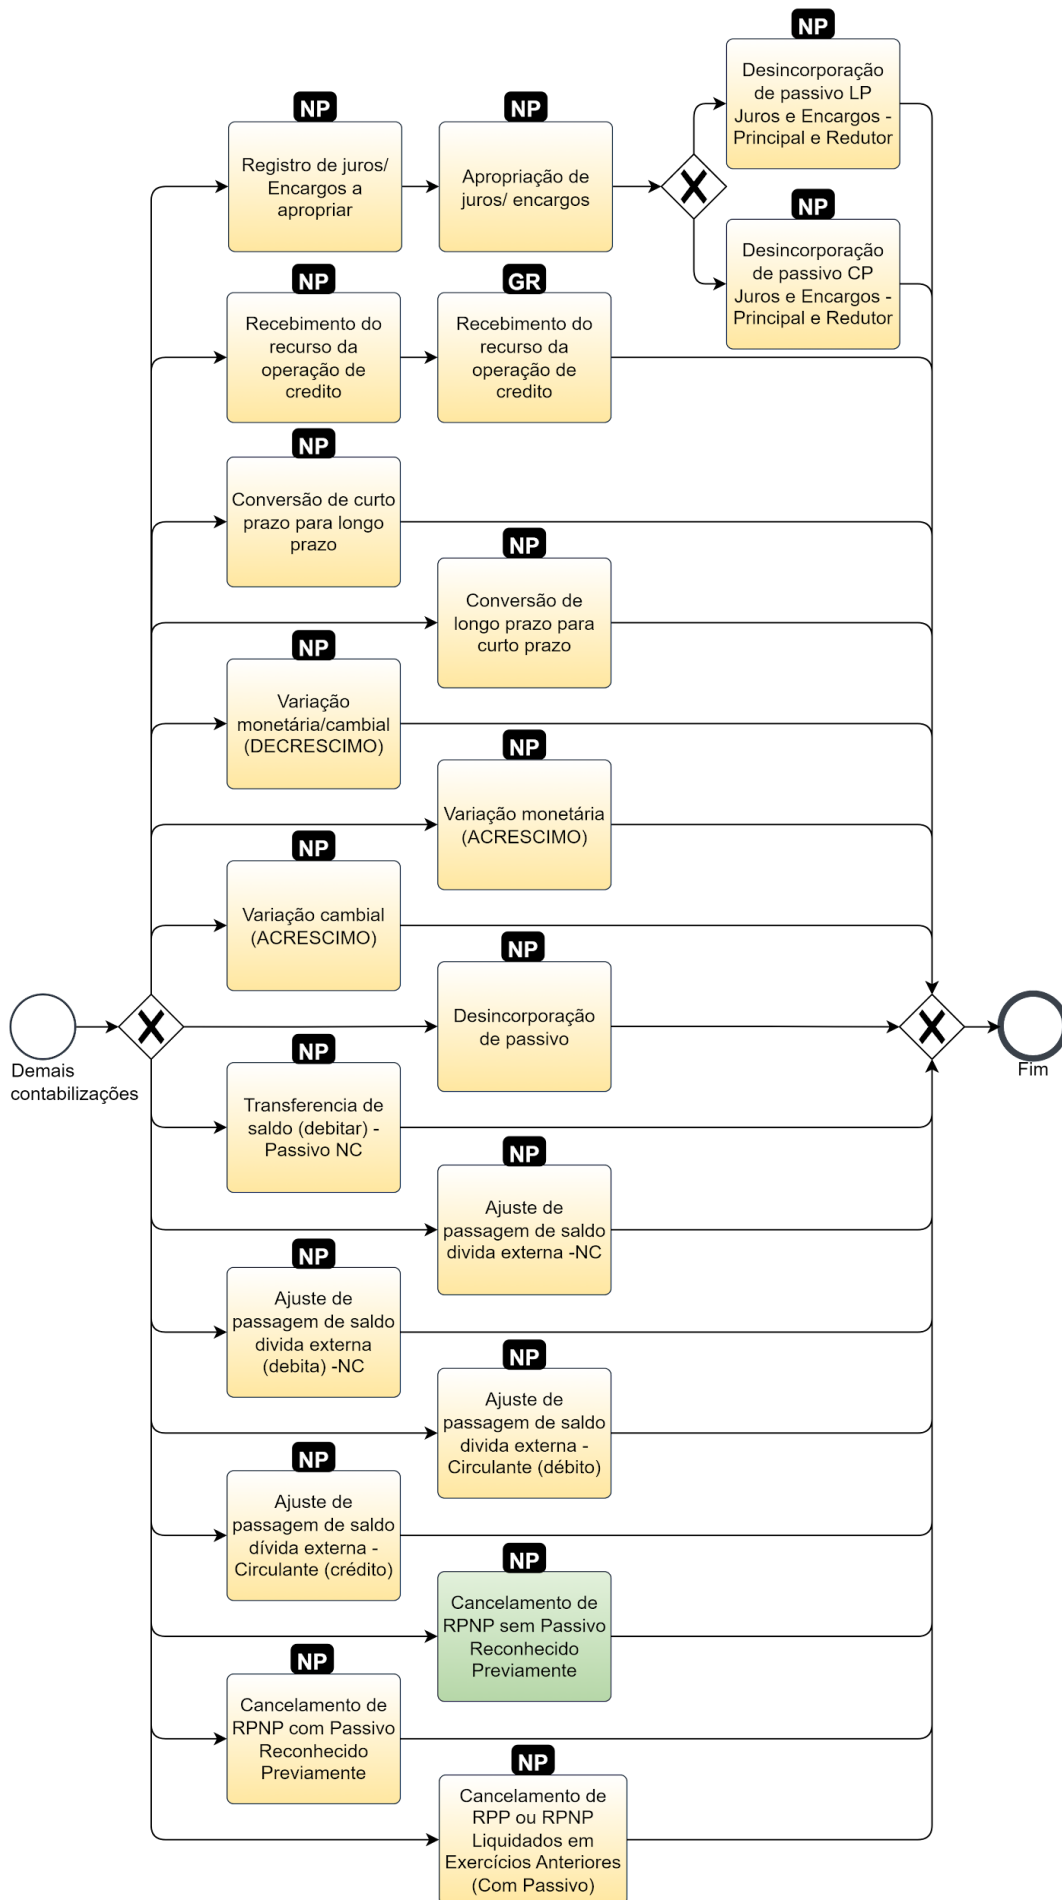 NP
Desincorporação
de passivo LP
Juros e Encargos -
Principal e Redutor
NP
Registro de juros/
Encargos a
apropriar
NP
Apropriação de
juros/ encargos
NP
Desincorporação
de passivo CP
Juros e Encargos -
Principal e Redutor
NP
Recebimento do
recurso da
operação de
credito
GR
Recebimento do
recurso da
operação de
credito
NP
Conversão de curto
prazo para longo
prazo
NP
Conversão de
longo prazo para
curto prazo
NP
Variação
monetária/cambial
(DECRESCIMO)
NP
Variação monetária
(ACRESCIMO)
NP
Variação cambial
(ACRESCIMO)
NP
Desincorporação
de passivo
Demais
contabilizações
Fim
NP
Transferencia de
saldo (debitar) -
Passivo NC
NP
Ajuste de
passagem de saldo
divida externa -NC
NP
Ajuste de
passagem de saldo
divida externa
(debita) -NC
NP
Ajuste de
passagem de saldo
divida externa -
Circulante (débito)
NP
Ajuste de
passagem de saldo
dívida externa -
Circulante (crédito)
NP
Cancelamento de
RPNP sem Passivo
Reconhecido
Previamente
NP
Cancelamento de
RPNP com Passivo
Reconhecido
Previamente
NP
Cancelamento de
RPP ou RPNP
Liquidados em
Exercícios Anteriores
(Com Passivo)